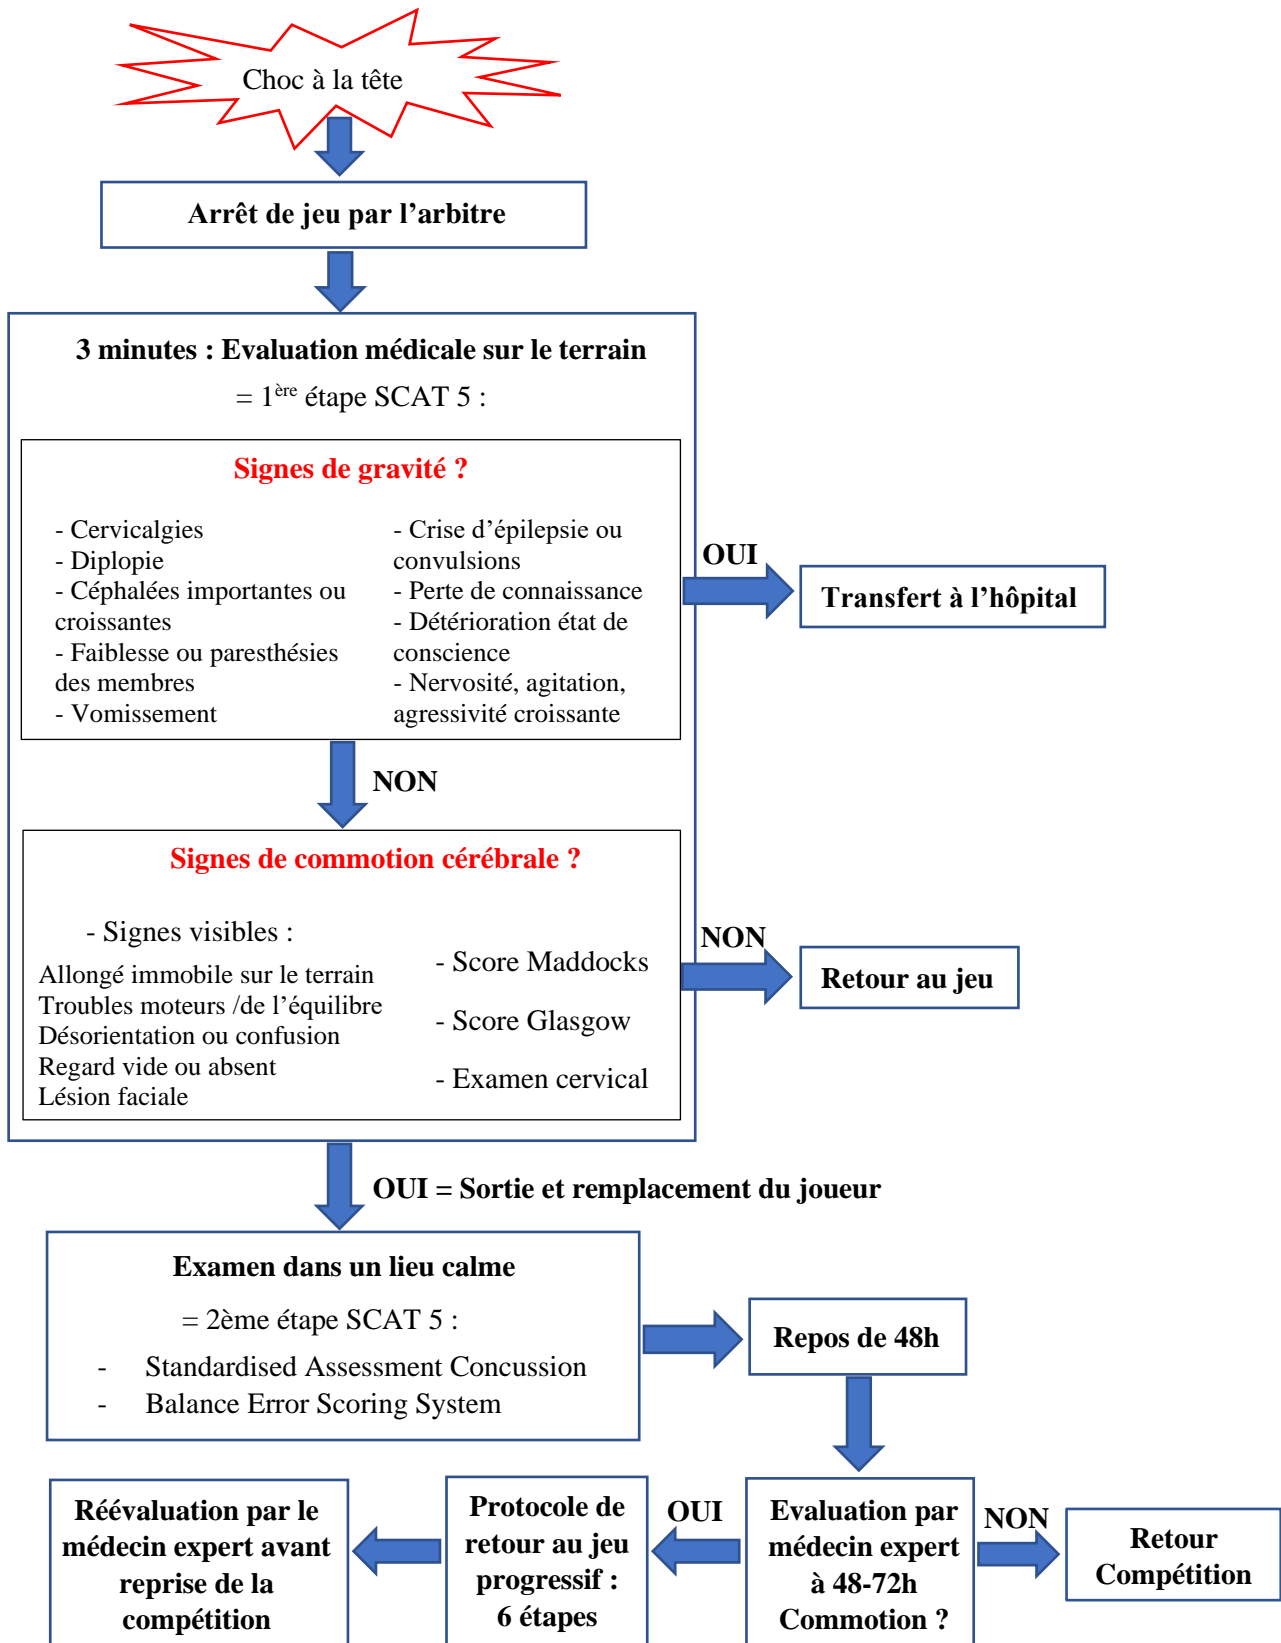 Choc à la tête
Arrêt de jeu par l’arbitre
3 minutes : Evaluation médicale sur le terrain
= 1ère étape SCAT 5 :
Signes de gravité ?
- Cervicalgies
- Diplopie
- Céphalées importantes ou
croissantes
- Faiblesse ou paresthésies
des membres
- Vomissement
- Crise d’épilepsie ou
convulsions
- Perte de connaissance
- Détérioration état de
conscience
- Nervosité, agitation,
agressivité croissante
OUI
Transfert à l’hôpital
NON
Signes de commotion cérébrale ?
- Signes visibles :
Allongé immobile sur le terrain
Troubles moteurs /de l’équilibre
Désorientation ou confusion
Regard vide ou absent
Lésion faciale
- Score Maddocks
- Score Glasgow
- Examen cervical
NON
Retour au jeu
OUI = Sortie et remplacement du joueur
Examen dans un lieu calme
= 2ème étape SCAT 5 :
- Standardised Assessment Concussion
- Balance Error Scoring System
Repos de 48h
Evaluation par
médecin expert
à 48-72h
Commotion ?
NON
Retour
Compétition
OUI
Protocole de
retour au jeu
progressif :
6 étapes
Réévaluation par le
médecin expert avant
reprise de la
compétition